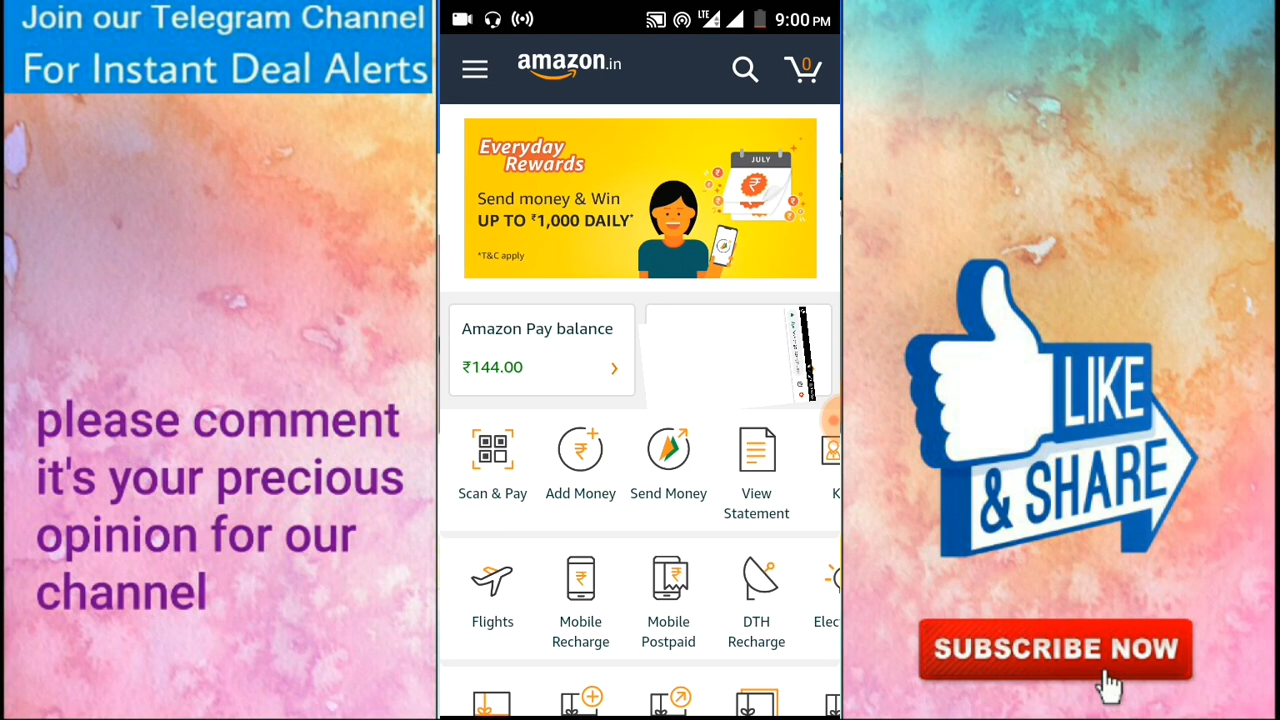 Join our Telegram Channel
For Instant Deal Alerts
please comment
it's your precious
opinion for our
channel
LTE
9:00 PM
amazon.in
0
Everyday
Rewards
Send money & Win
UP TO ₹1,000 DAILY*
*T&C apply
JULY
Amazon Pay balance
₹144.00
Scan & Pay
Add Money
Send Money
View
Statement
K
Flights
Mobile
Recharge
Mobile
Postpaid
DTH
Recharge
Elec
LIKE
& SHARE
SUBSCRIBE NOW